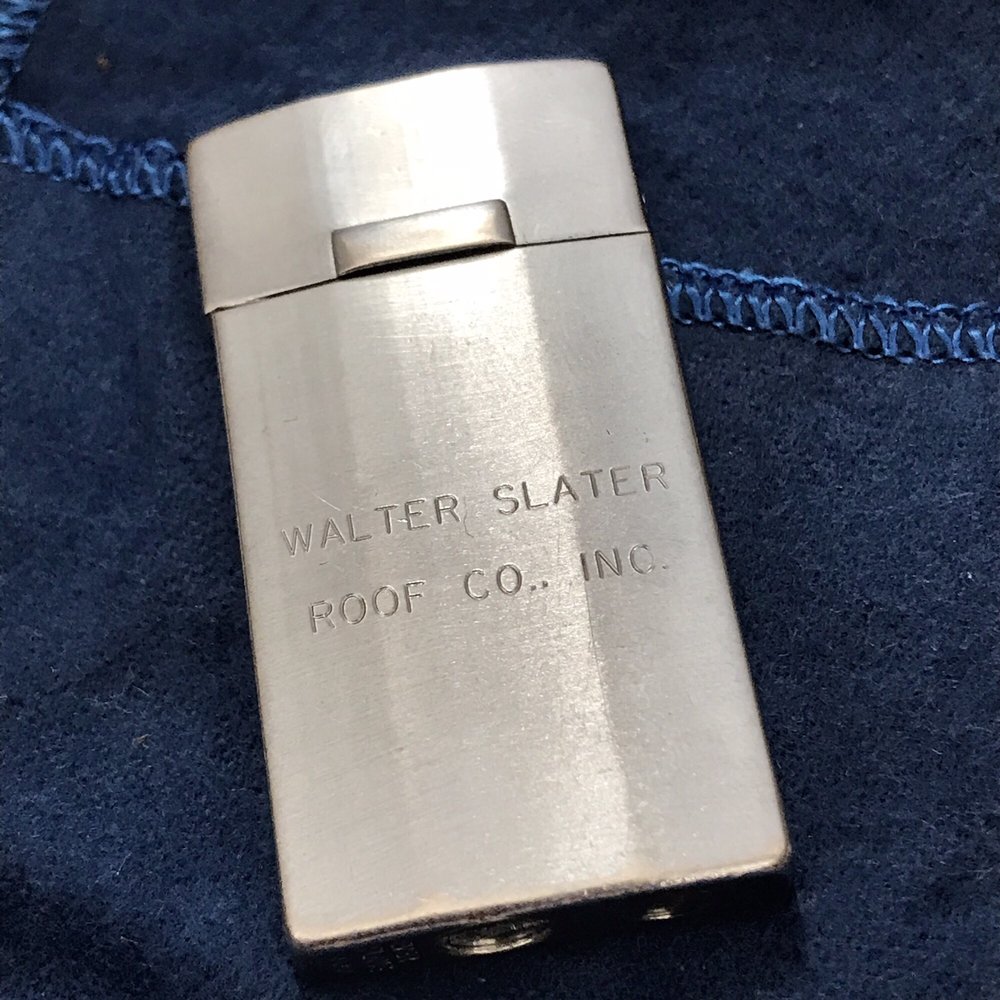 WALTER SLATER
ROOF CO., INC.